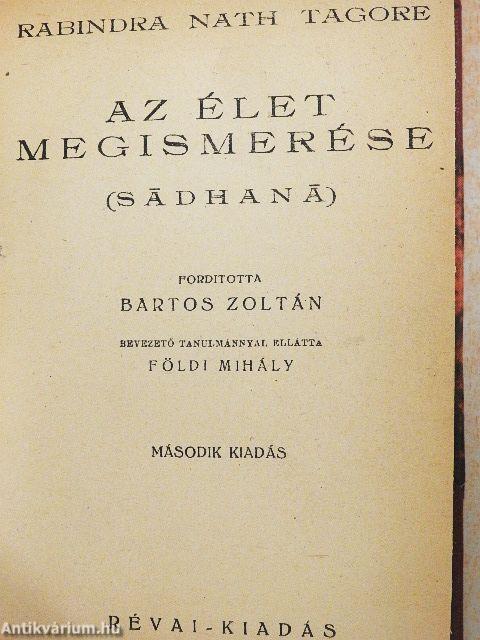 RABINDRA NATH TAGORE
AZ ÉLET
MEGISMERÉSE
(SĀDHANĀ)
FORDITOTTA
BARTOS ZOLTÁN
BEVEZETŐ TANULMÁNNYAL ELLÁTTA
FÖLDI MIHÁLY
MÁSODIK KIADÁS
RÉVAI-KIADÁS
Antikvárium.hu